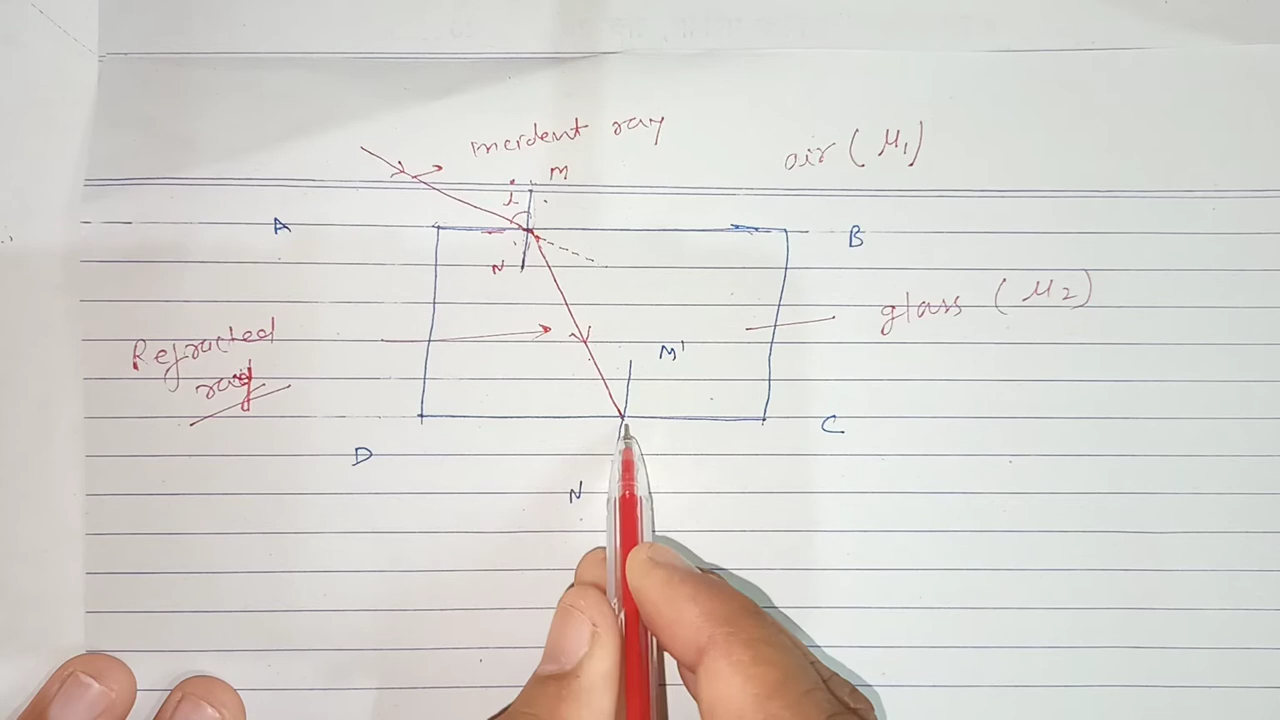 incident ray
air (μ1)
M
i
A
B
N
glass (μ2)
Refracted
ray
M'
C
D
N